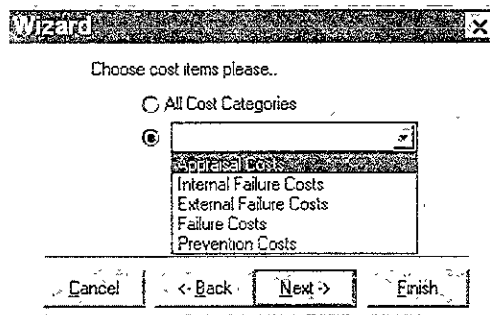 Wizard
Choose cost items please..
All Cost Categories
Appraisal Costs
Internal Failure Costs
External Failure Costs
Failure Costs
Prevention Costs
Cancel <- Back Next -> Finish